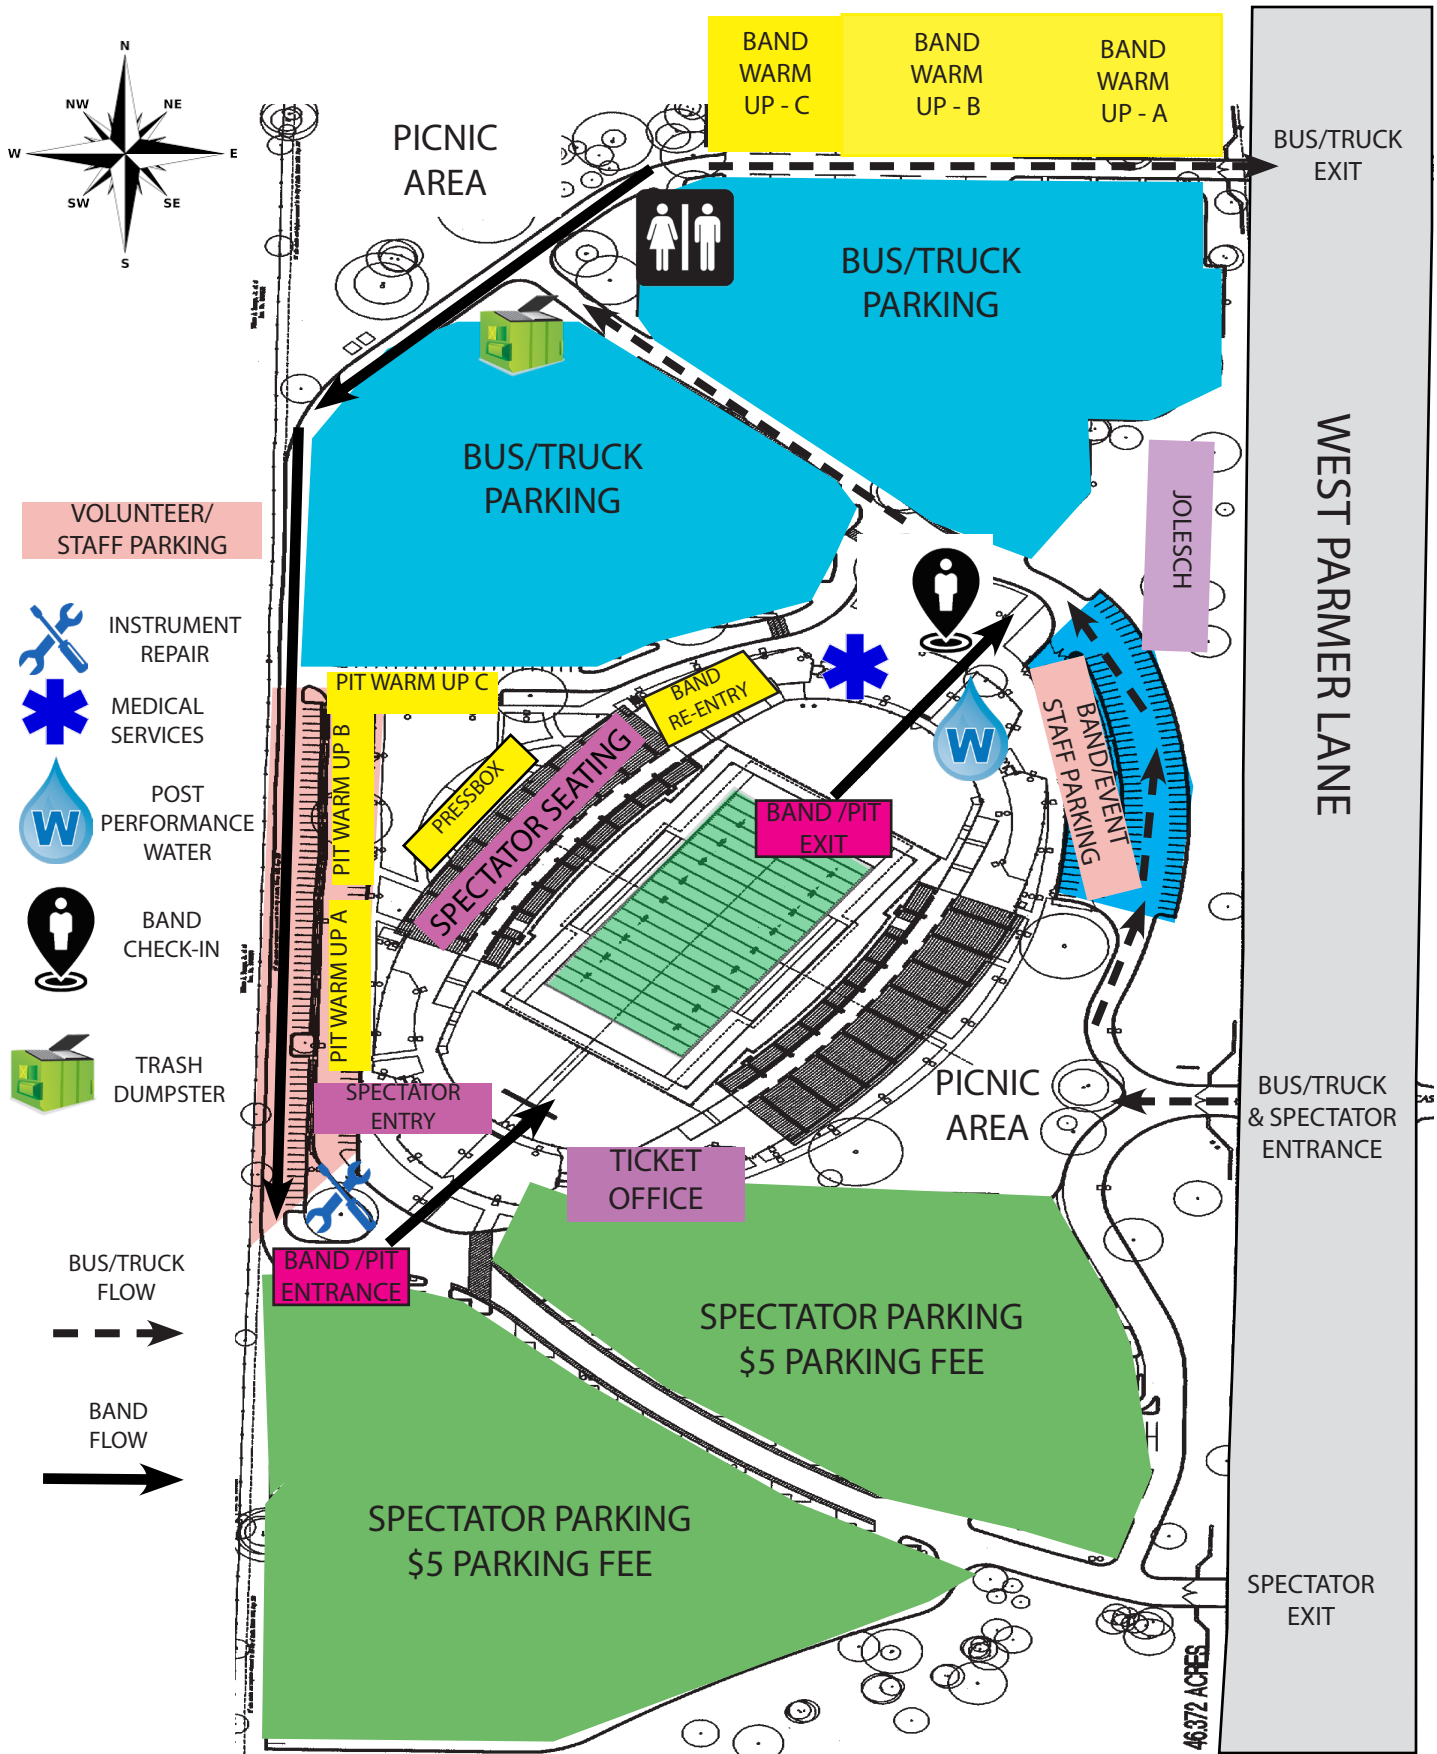 BAND
WARM
UP - C
BAND
WARM
UP - B
BAND
WARM
UP - A
N
NW
NE
W
E
SW
SE
S
PICNIC
AREA
BUS/TRUCK
EXIT
BUS/TRUCK
PARKING
BUS/TRUCK
PARKING
WEST PARMER LANE
JOLESCH
VOLUNTEER/
STAFF PARKING
INSTRUMENT
REPAIR
MEDICAL
SERVICES
W
POST
PERFORMANCE
WATER
BAND
CHECK-IN
TRASH
DUMPSTER
PIT WARM UP C
PIT WARM UP B
PIT WARM UP A
BAND
RE-ENTRY
PRESSBOX
SPECTATOR SEATING
W
BAND/EVENT
STAFF PARKING
BAND /PIT
EXIT
PICNIC
AREA
BUS/TRUCK
& SPECTATOR
ENTRANCE
CAS
SPECTATOR
ENTRY
TICKET
OFFICE
BAND /PIT
ENTRANCE
BUS/TRUCK
FLOW
BAND
FLOW
SPECTATOR PARKING
$5 PARKING FEE
SPECTATOR PARKING
$5 PARKING FEE
SPECTATOR
EXIT
46.372 ACRES